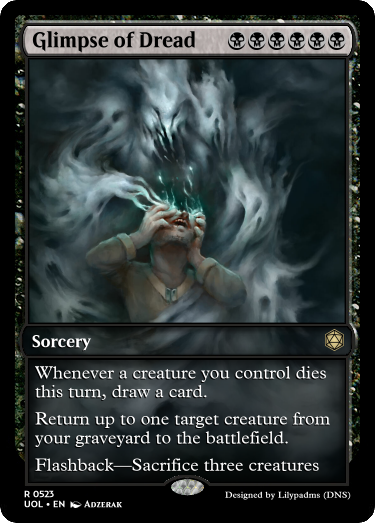 Glimpse of Dread
Sorcery
Whenever a creature you control dies
this turn, draw a card.
Return up to one target creature from
your graveyard to the battlefield.
Flashback—Sacrifice three creatures
R 0523
UOL • EN Adzerak
Designed by Lilypadms (DNS)